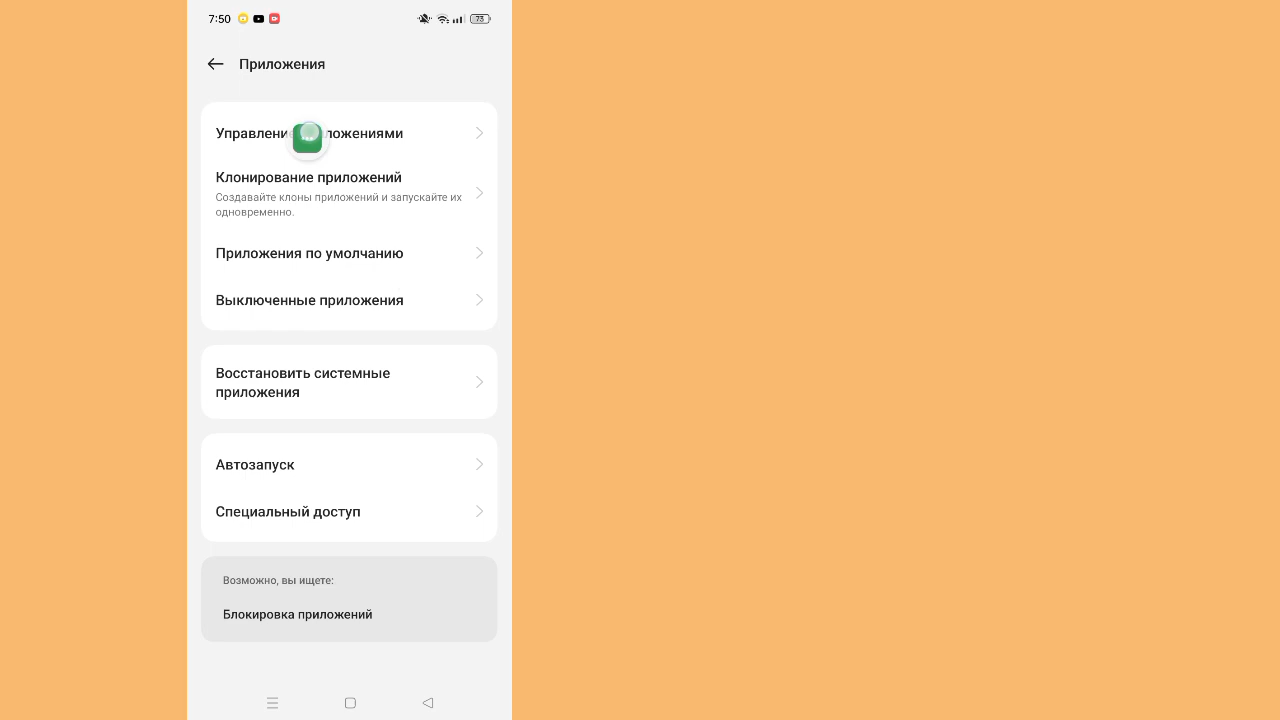 7:50
73
Приложения
Управление приложениями
Клонирование приложений
Создавайте клоны приложений и запускайте их
одновременно.
Приложения по умолчанию
Выключенные приложения
Восстановить системные
приложения
Автозапуск
Специальный доступ
Возможно, вы ищете:
Блокировка приложений